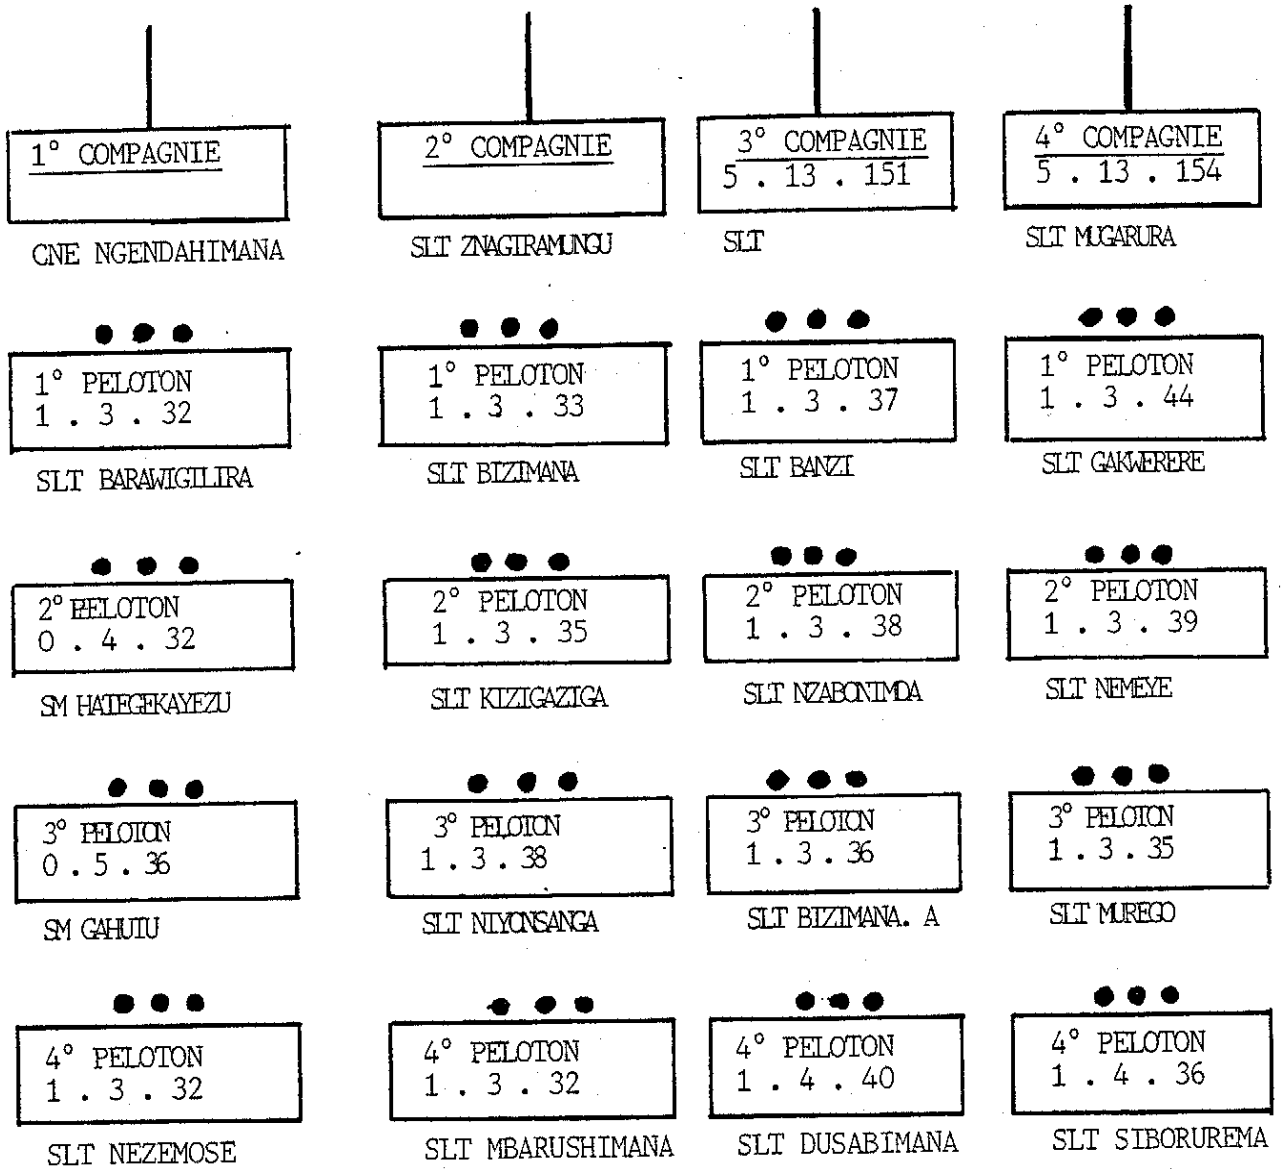 1° COMPAGNIE
CNE NGENDAHIMANA
1° PELOTON
1 . 3 . 32
SLT BARAWIGILIRA
2° PELOTON
0 . 4 . 32
SM HATEGEKAYEZU
3° PELOTON
0 . 5 . 36
SM GAHUTU
4° PELOTON
1 . 3 . 32
SLT NEZEMOSE
2° COMPAGNIE
SLT ZNAGIRAMUNGU
1° PELOTON
1 . 3 . 33
SLT BIZIMANA
2° PELOTON
1 . 3 . 35
SLT KIZIGAZIGA
3° PELOTON
1 . 3 . 38
SLT NIYONSANGA
4° PELOTON
1 . 3 . 32
SLT MBARUSHIMANA
3° COMPAGNIE
5 . 13 . 151
SLT
1° PELOTON
1 . 3 . 37
SLT BANZI
2° PELOTON
1 . 3 . 38
SLT NZABONIMDA
3° PELOTON
1 . 3 . 36
SLT BIZIMANA. A
4° PELOTON
1 . 4 . 40
SLT DUSABIMANA
4° COMPAGNIE
5 . 13 . 154
SLT MUGARURA
1° PELOTON
1 . 3 . 44
SLT GAKWERERE
2° PELOTON
1 . 3 . 39
SLT NEMEYE
3° PELOTON
1 . 3 . 35
SLT MUREGO
4° PELOTON
1 . 4 . 36
SLT SIBORUREMA